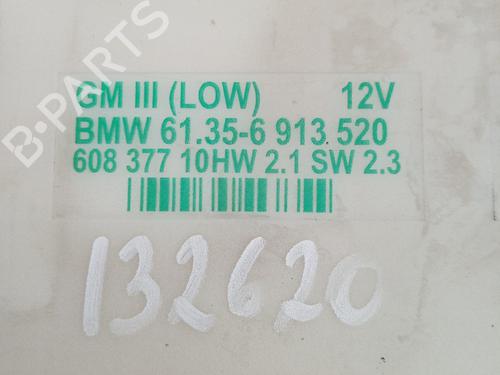 GM III (LOW) 12V
BMW 61.35-6 913 520
608 377 10HW 2.1 SW 2.3
132620
B-PARTS